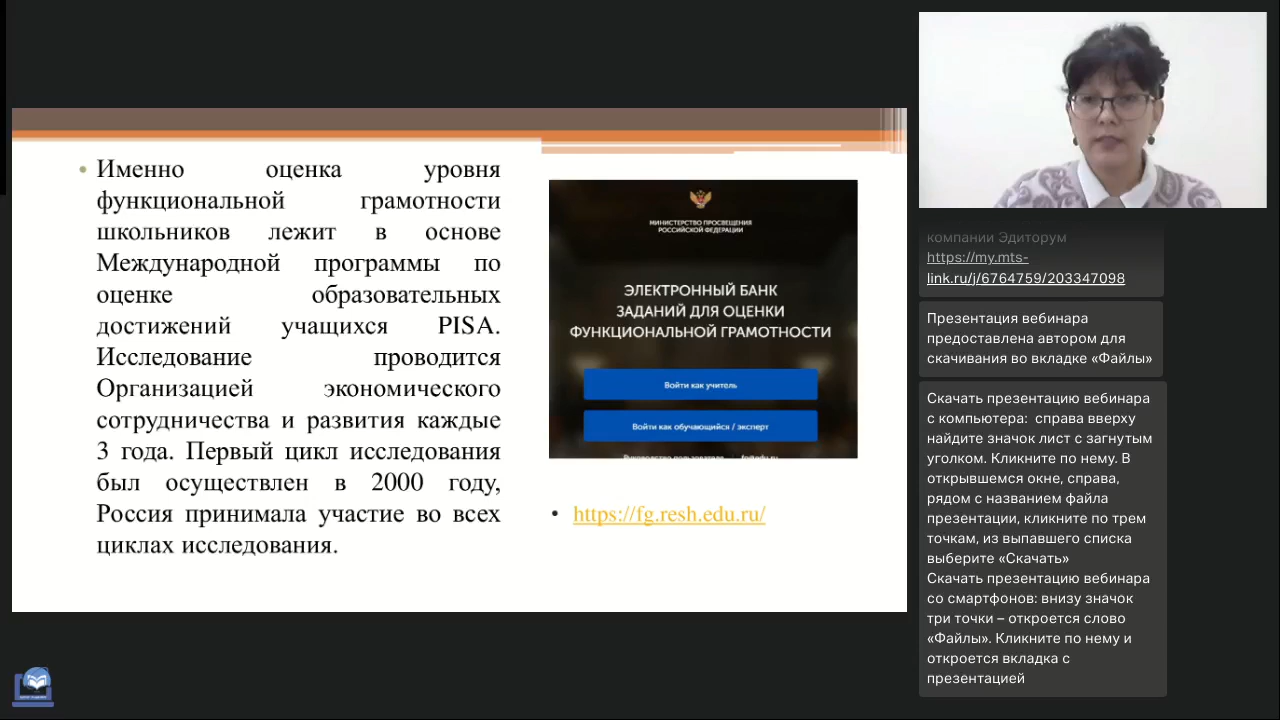 Именно оценка уровня
функциональной грамотности
школьников лежит в основе
Международной программы по
оценке образовательных
достижений учащихся PISA.
Исследование проводится
Организацией экономического
сотрудничества и развития каждые
3 года. Первый цикл исследования
был осуществлен в 2000 году,
Россия принимала участие во всех
циклах исследования.
МИНИСТЕРСТВО ПРОСВЕЩЕНИЯ
РОССИЙСКОЙ ФЕДЕРАЦИИ
ЭЛЕКТРОННЫЙ БАНК
ЗАДАНИЙ ДЛЯ ОЦЕНКИ
ФУНКЦИОНАЛЬНОЙ ГРАМОТНОСТИ
Войти как учитель
Войти как обучающийся / эксперт
https://fg.resh.edu.ru/
компании Эдиторум
https://my.mts-
link.ru/j/6764759/203347098
Презентация вебинара
предоставлена автором для
скачивания во вкладке «Файлы»
Скачать презентацию вебинара
с компьютера: справа вверху
найдите значок лист с загнутым
уголком. Кликните по нему. В
открывшемся окне, справа,
рядом с названием файла
презентации, кликните по трем
точкам, из выпавшего списка
выберите «Скачать»
Скачать презентацию вебинара
со смартфонов: внизу значок
три точки – откроется слово
«Файлы». Кликните по нему и
откроется вкладка с
презентацией